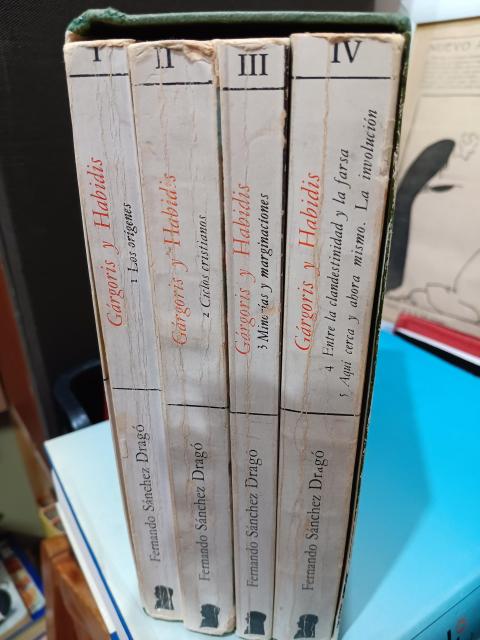 I
Gárgoris y Habidis
1 Los orígenes
Fernando Sánchez Dragó
II
Gárgoris y Habidis
2 Ciclos cristianos
Fernando Sánchez Dragó
III
Gárgoris y Habidis
3 Minorías y marginaciones
Fernando Sánchez Dragó
IV
Gárgoris y Habidis
4 Entre la clandestinidad y la farsa
5 Aquí cerca y ahora mismo. La involución
Fernando Sánchez Dragó
NUEVO